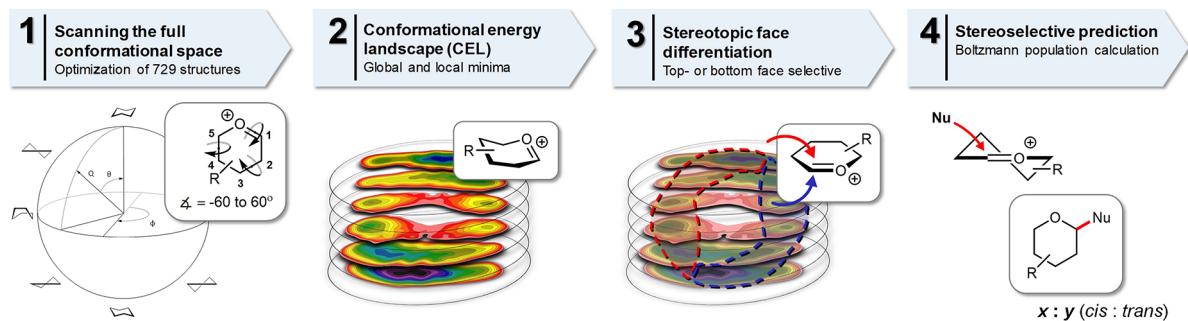 1
Scanning the full
conformational space
Optimization of 729 structures
2
Conformational energy
landscape (CEL)
Global and local minima
3
Stereotopic face
differentiation
Top- or bottom face selective
4
Stereoselective prediction
Boltzmann population calculation
Q
θ
ϕ
⊕
O
5
1
4
2
R
3
∡ = -60 to 60º
R
O
⊕
R
O
⊕
Nu
⊕
O
R
O
Nu
R
x : y (cis : trans)